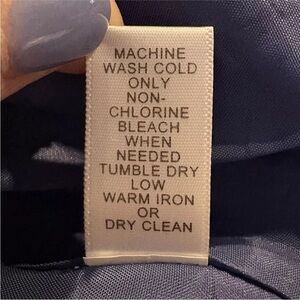 MACHINE
WASH COLD
ONLY
NON-
CHLORINE
BLEACH
WHEN
NEEDED
TUMBLE DRY
LOW
WARM IRON
OR
DRY CLEAN